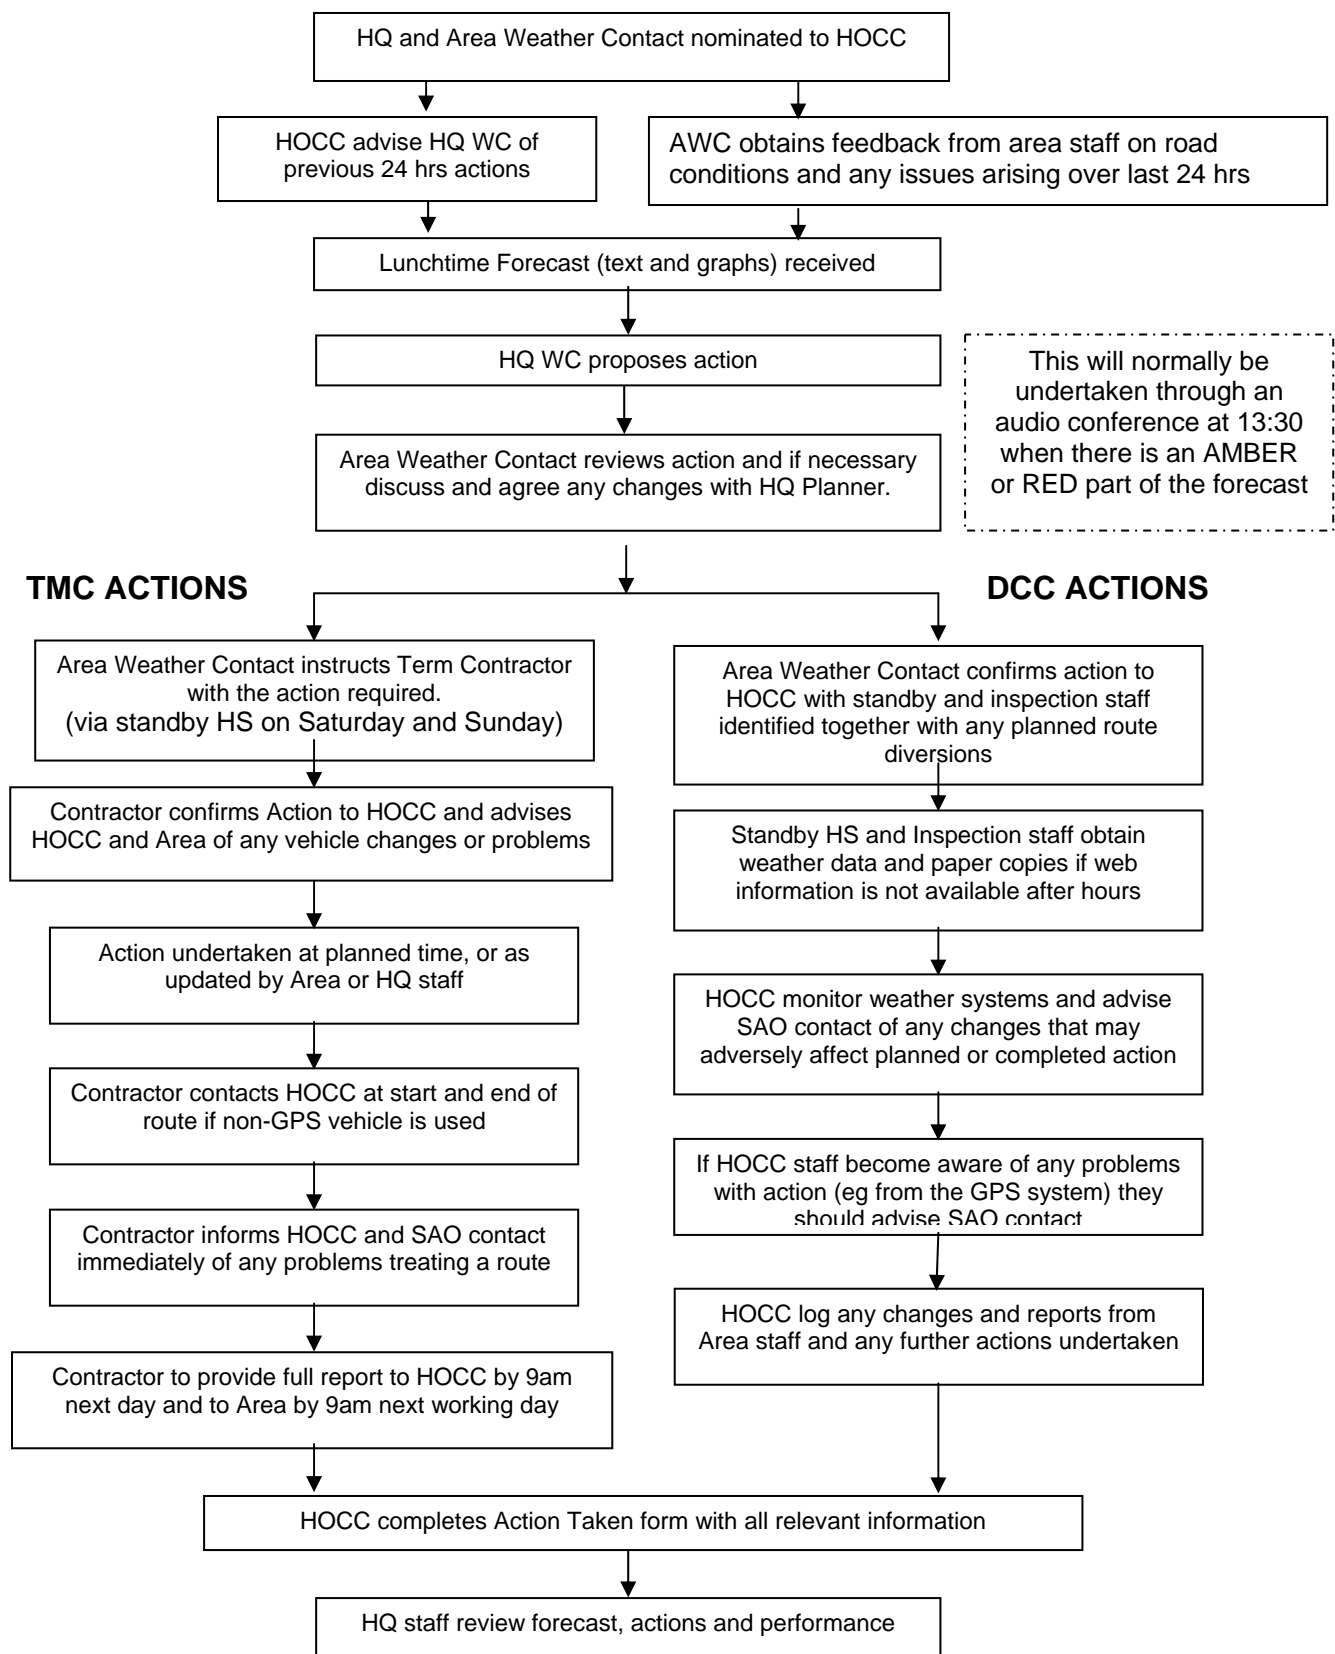 HQ and Area Weather Contact nominated to HOCC
HOCC advise HQ WC of
previous 24 hrs actions
AWC obtains feedback from area staff on road
conditions and any issues arising over last 24 hrs
Lunchtime Forecast (text and graphs) received
HQ WC proposes action
This will normally be
undertaken through an
audio conference at 13:30
when there is an AMBER
or RED part of the forecast
Area Weather Contact reviews action and if necessary
discuss and agree any changes with HQ Planner.
TMC ACTIONS
DCC ACTIONS
Area Weather Contact instructs Term Contractor
with the action required.
(via standby HS on Saturday and Sunday)
Contractor confirms Action to HOCC and advises
HOCC and Area of any vehicle changes or problems
Action undertaken at planned time, or as
updated by Area or HQ staff
Contractor contacts HOCC at start and end of
route if non-GPS vehicle is used
Contractor informs HOCC and SAO contact
immediately of any problems treating a route
Contractor to provide full report to HOCC by 9am
next day and to Area by 9am next working day
Area Weather Contact confirms action to
HOCC with standby and inspection staff
identified together with any planned route
diversions
Standby HS and Inspection staff obtain
weather data and paper copies if web
information is not available after hours
HOCC monitor weather systems and advise
SAO contact of any changes that may
adversely affect planned or completed action
If HOCC staff become aware of any problems
with action (eg from the GPS system) they
should advise SAO contact
HOCC log any changes and reports from
Area staff and any further actions undertaken
HOCC completes Action Taken form with all relevant information
HQ staff review forecast, actions and performance